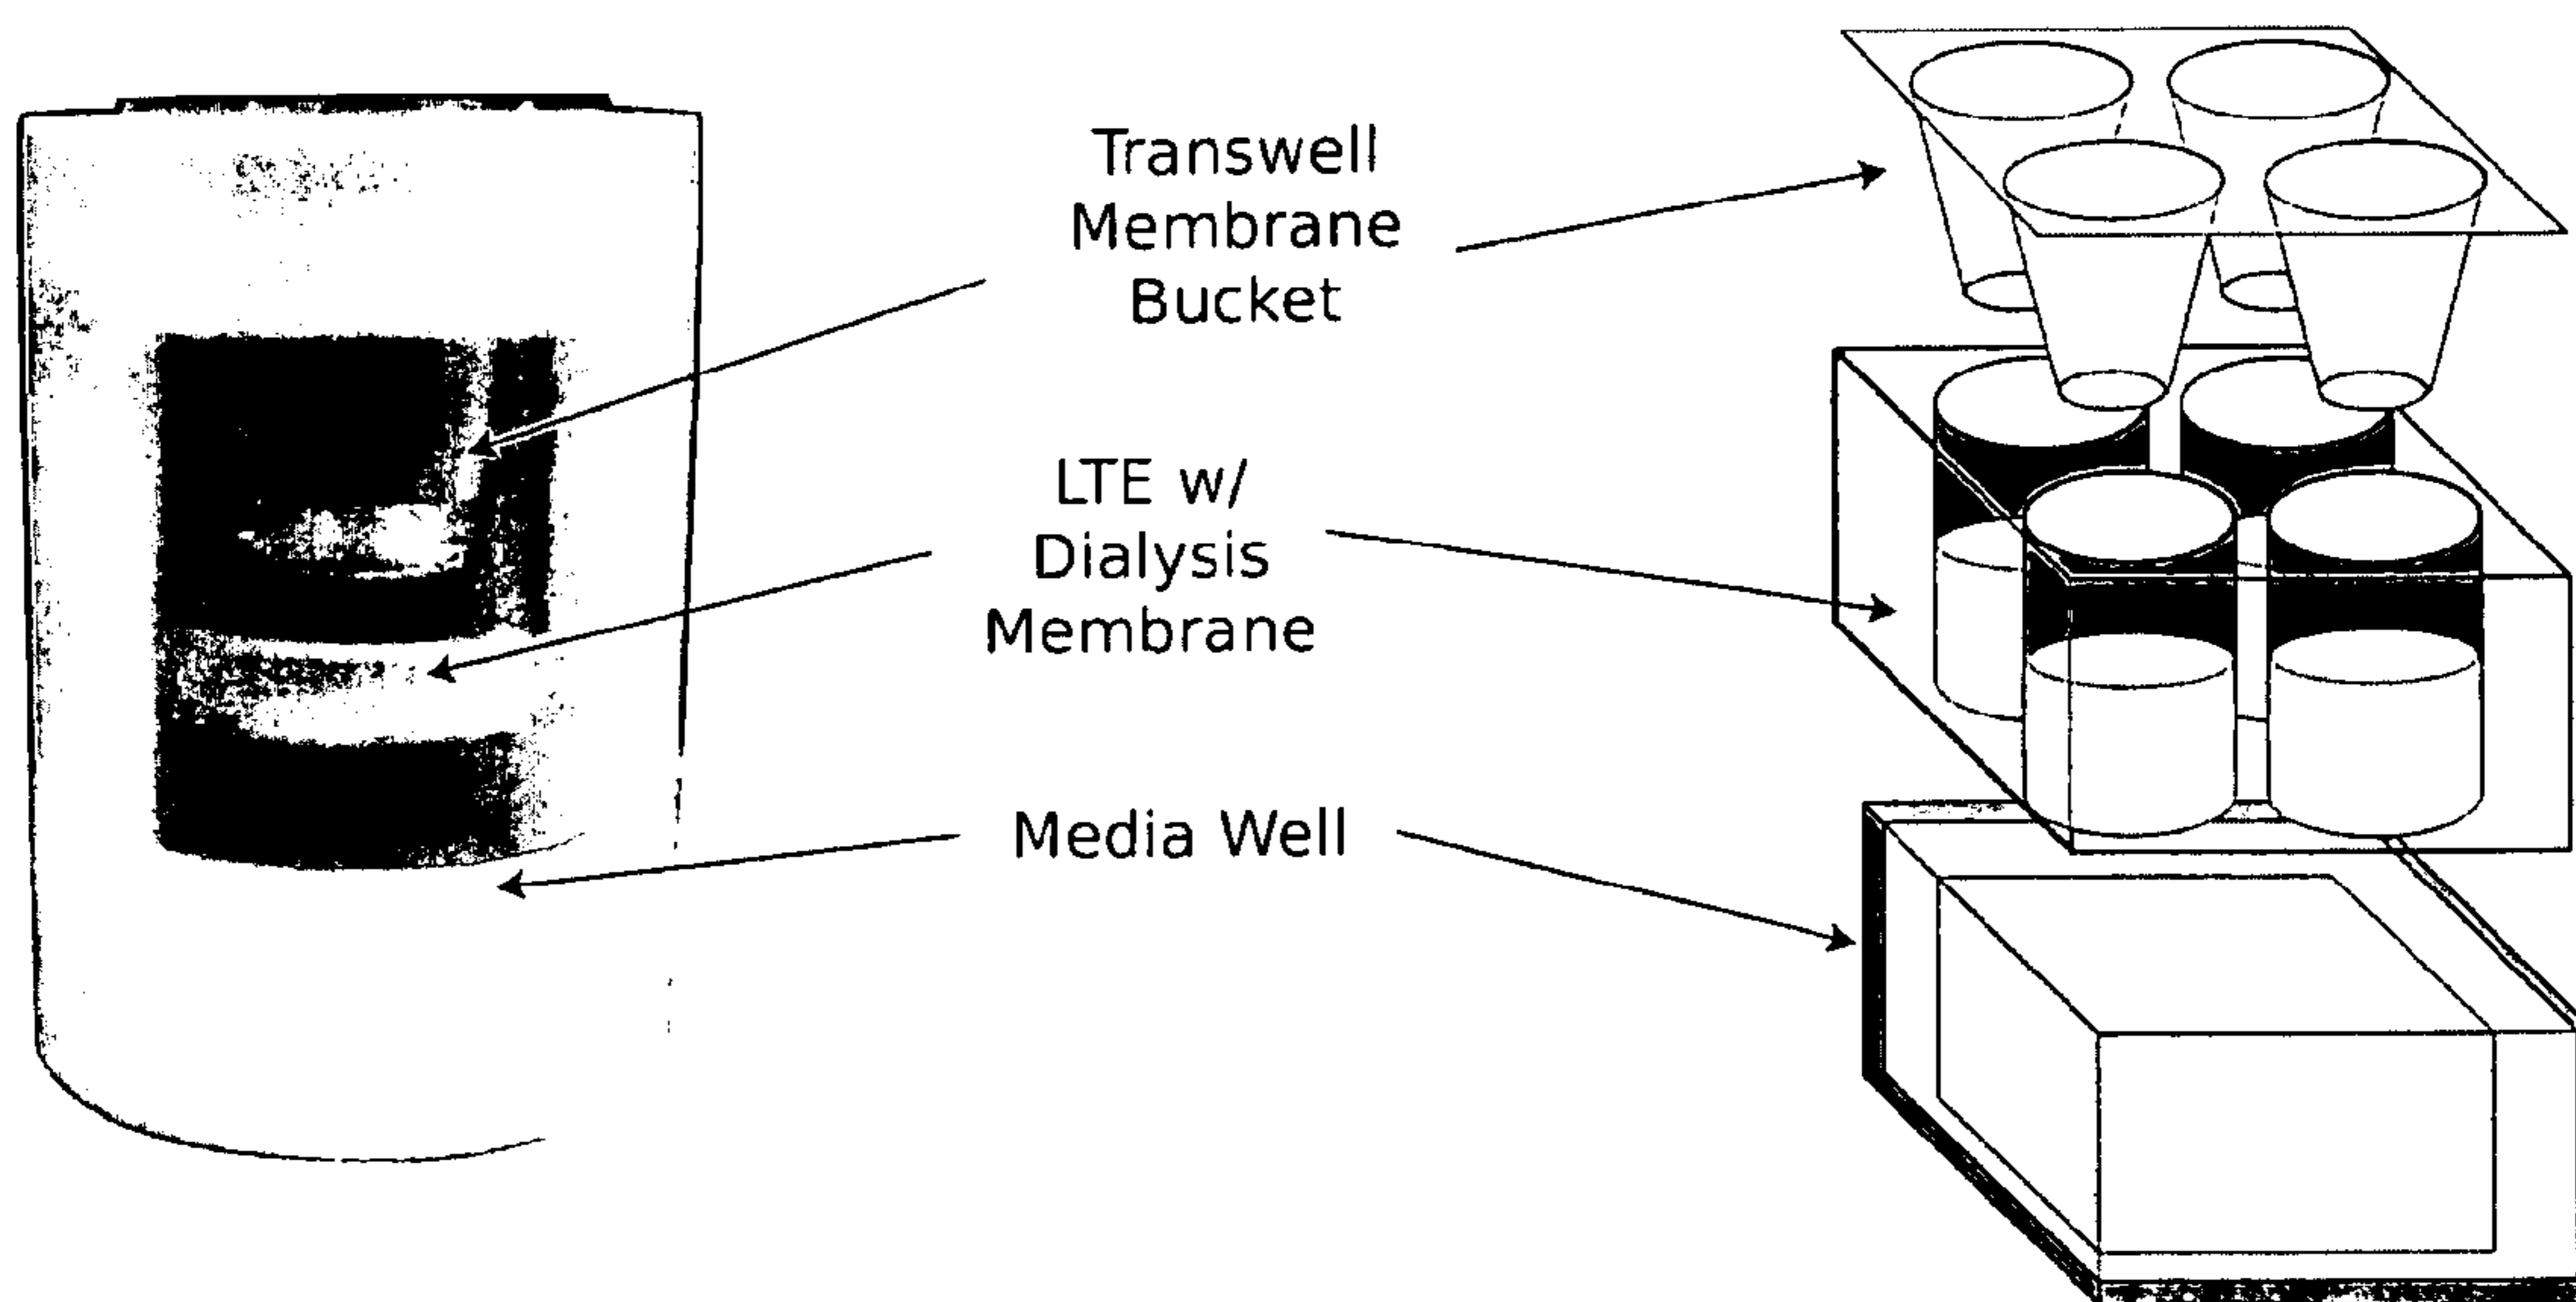 Transwell
Membrane
Bucket
LTE w/
Dialysis
Membrane
Media Well